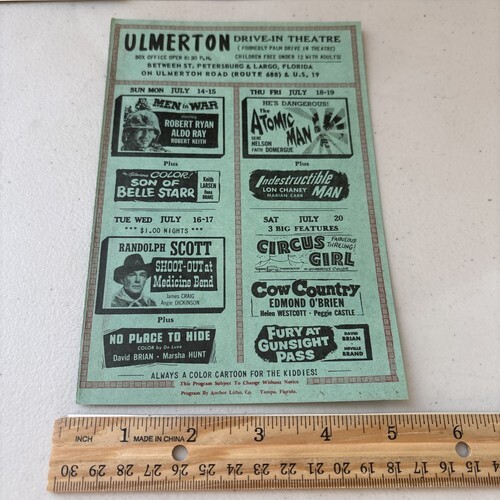 ULMERTON DRIVE-IN THEATRE
(FORMERLY PALM DRIVE IN THEATRE)
BOX OFFICE OPEN 6:30 P.M. CHILDREN FREE UNDER 12 WITH ADULTS
BETWEEN ST. PETERSBURG & LARGO, FLORIDA
ON ULMERTON ROAD (ROUTE 688) & U.S. 19
SUN MON JULY 14-15
MEN in WAR
starring
ROBERT RYAN
ALDO RAY
ROBERT KEITH
Plus
In Glorious COLOR!
SON OF
BELLE STARR
Keith
LARSEN
Dona
DRAKE
TUE WED JULY 16-17
*** $1.00 NIGHTS ***
RANDOLPH SCOTT
SHOOT-OUT at
Medicine Bend
James CRAIG
Angie DICKINSON
Plus
NO PLACE TO HIDE
COLOR by De Luxe
David BRIAN - Marsha HUNT
THU FRI JULY 18-19
HE'S DANGEROUS!
The
ATOMIC
MAN
GENE
NELSON
FAITH DOMERGUE
Plus
Indestructible
MAN
LON CHANEY
MARIAN CARR
SAT JULY 20
3 BIG FEATURES
CIRCUS
GIRL
FABULOUS
THRILLING!
Cow Country
EDMOND O'BRIEN
Helen WESTCOTT - Peggie CASTLE
FURY AT
GUNSIGHT
PASS
DAVID
BRIAN
NEVILLE
BRAND
ALWAYS A COLOR CARTOON FOR THE KIDDIES!
This Program Subject To Change Without Notice
Program By Anchor Litho. Co. Tampa, Florida.
INCH 1 MADE IN CHINA 2 3 4 5 6
30 29 28 27 26 25 24 23 22 21 20 19 18 17 16 15